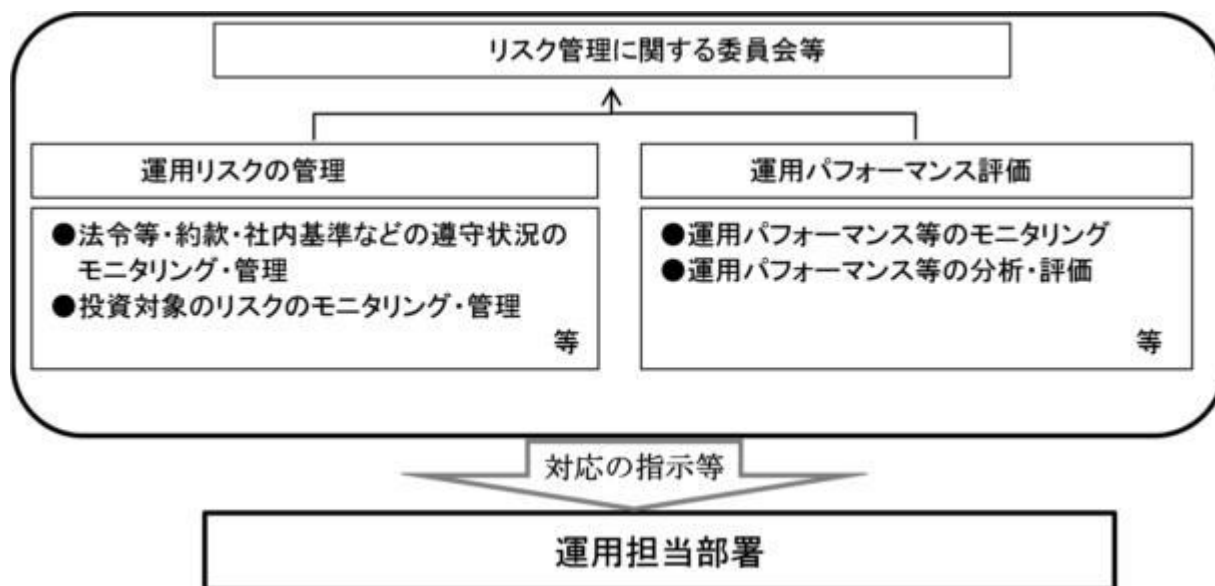 リスク管理に関する委員会等
運用リスクの管理
●法令等・約款・社内基準などの遵守状況の
モニタリング・管理
●投資対象のリスクのモニタリング・管理
等
運用パフォーマンス評価
●運用パフォーマンス等のモニタリング
●運用パフォーマンス等の分析・評価
等
対応の指示等
運用担当部署